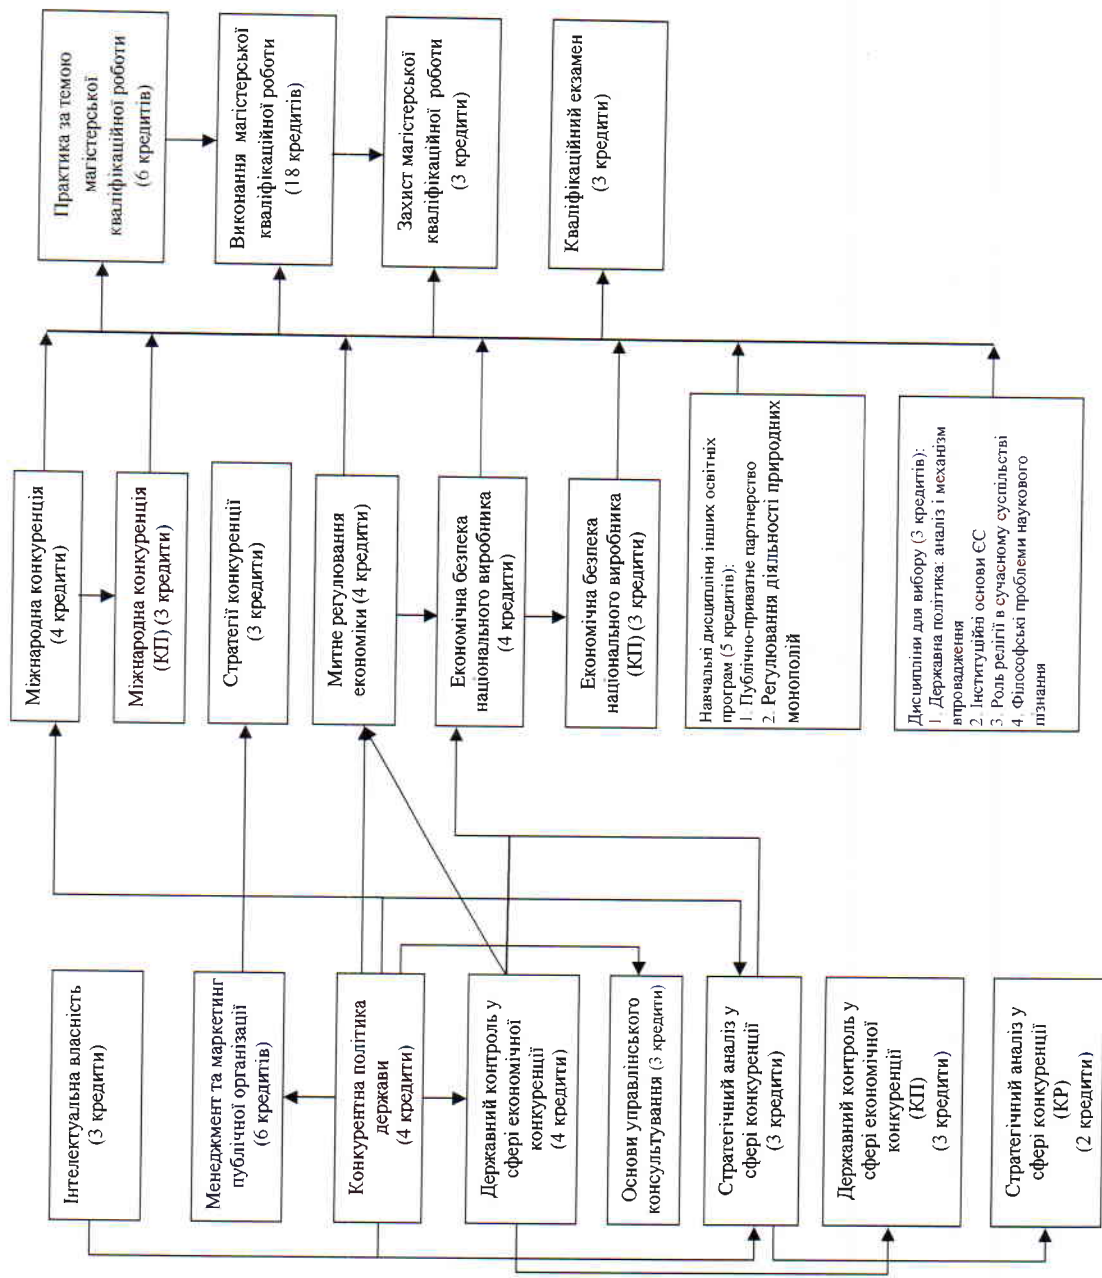 Інтелектуальна власність
(3 кредити)
Менеджмент та маркетинг
публічної організації
(6 кредитів)
Конкурентна політика
держави
(4 кредити)
Державний контроль у
сфері економічної
конкуренції
(4 кредити)
Основи управлінського
консультування (3 кредити)
Стратегічний аналіз у
сфері конкуренції
(3 кредити)
Державний контроль у
сфері економічної
конкуренції
(КП)
(3 кредити)
Стратегічний аналіз у
сфері конкуренції
(КР)
(2 кредити)
Міжнародна конкуренція
(4 кредити)
Міжнародна конкуренція
(КП) (3 кредити)
Стратегії конкуренції
(3 кредити)
Митне регулювання
економіки (4 кредити)
Економічна безпека
національного виробника
(4 кредити)
Економічна безпека
національного виробника
(КП) (3 кредити)
Навчальні дисципліни інших освітніх
програм (5 кредитів):
1. Публічно-приватне партнерство
2. Регулювання діяльності природних
монополій
Дисципліни для вибору (3 кредитів):
1. Державна політика: аналіз і механізм
впровадження
2. Інституційні основи ЄС
3. Роль релігії в сучасному суспільстві
4. Філософські проблеми наукового
пізнання
Практика за темою
магістерської
кваліфікаційної роботи
(6 кредитів)
Виконання магістерської
кваліфікаційної роботи
(18 кредитів)
Захист магістерської
кваліфікаційної роботи
(3 кредити)
Кваліфікаційний екзамен
(3 кредити)